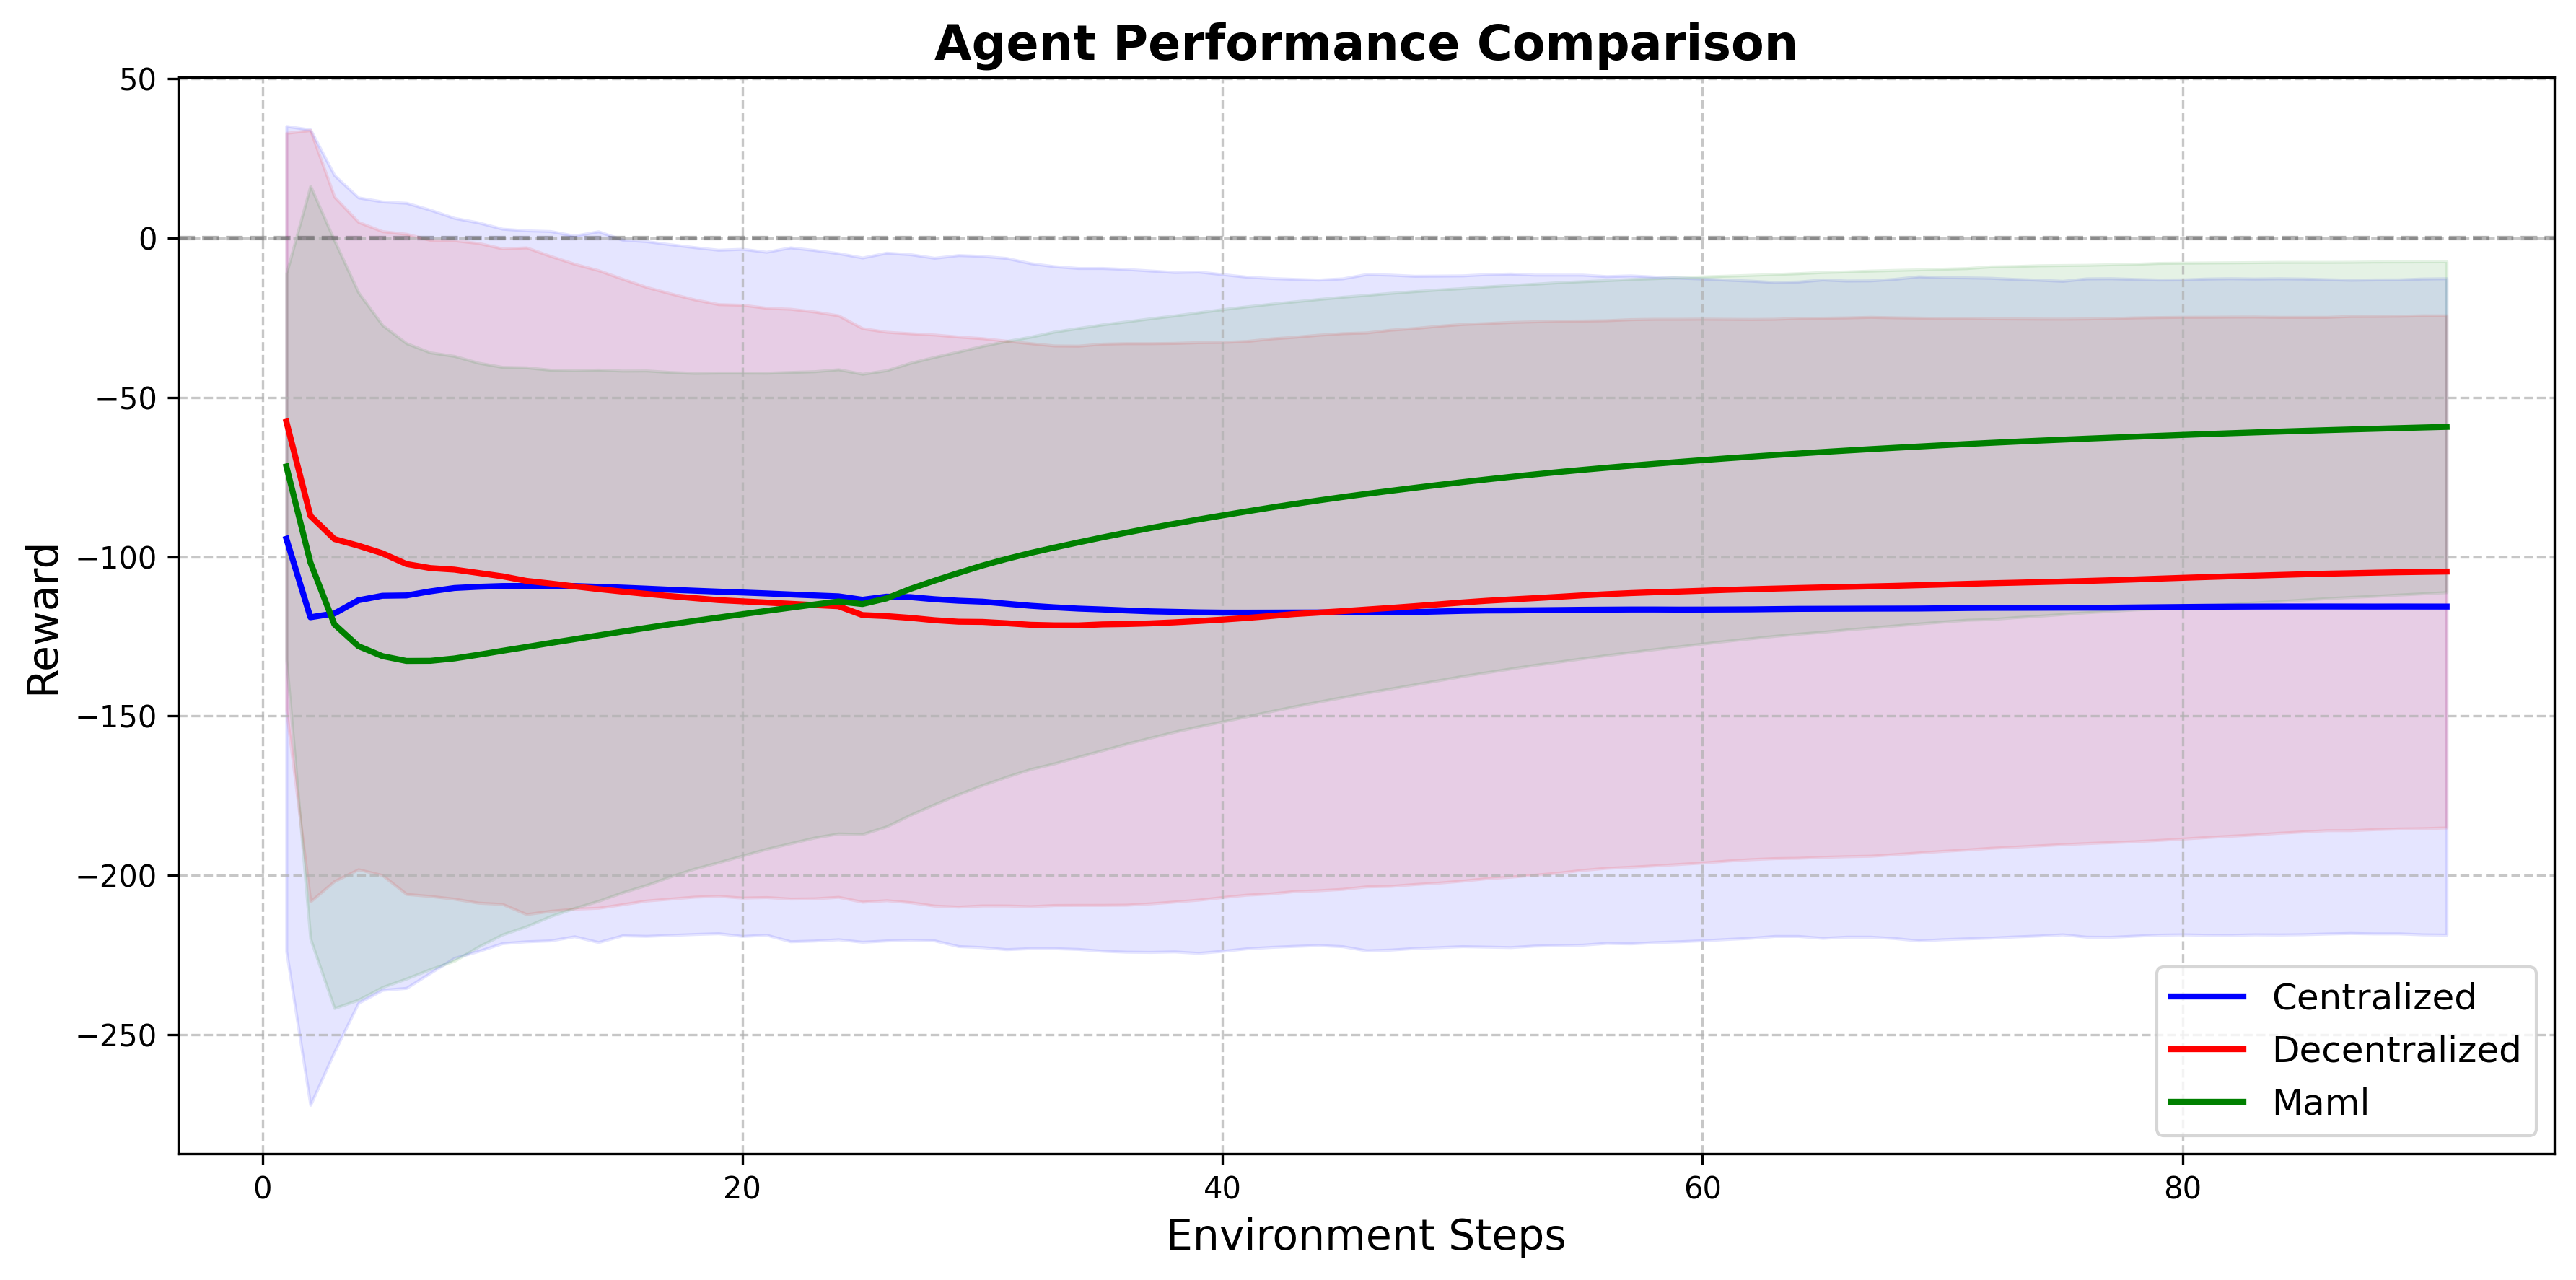 Agent Performance Comparison
50
0
−50
−100
−150
−200
−250
Reward
0
20
40
60
80
Environment Steps
Centralized
Decentralized
Maml